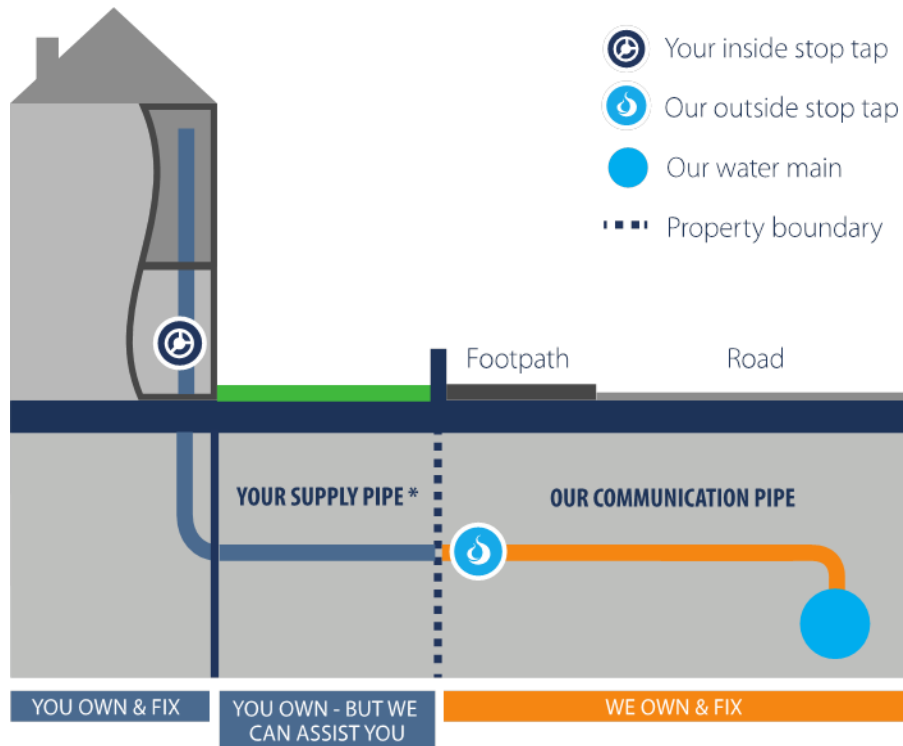 Your inside stop tap
Our outside stop tap
Our water main
Property boundary
Footpath
Road
YOUR SUPPLY PIPE *
OUR COMMUNICATION PIPE
YOU OWN & FIX
YOU OWN - BUT WE
CAN ASSIST YOU
WE OWN & FIX